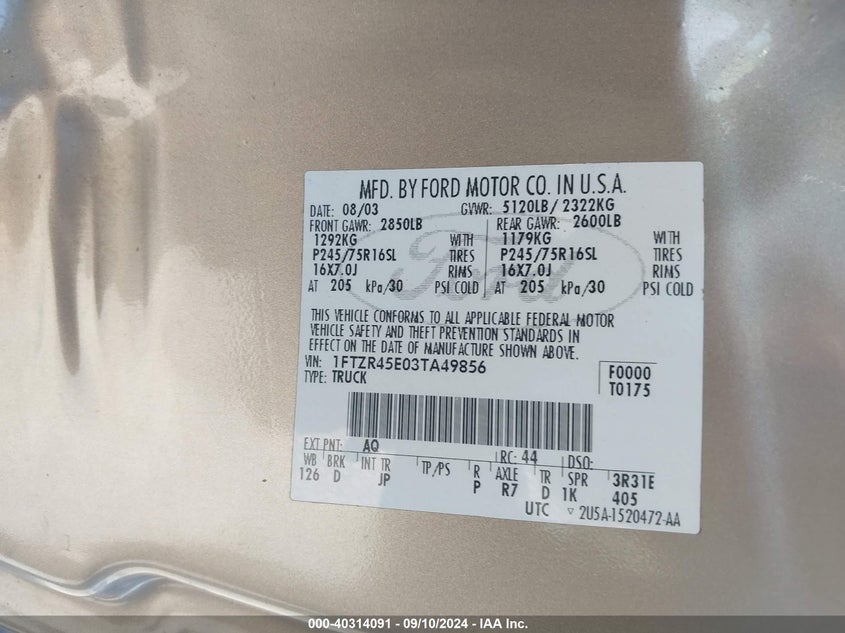 MFD. BY FORD MOTOR CO. IN U.S.A.
DATE: 08/03 GVWR: 5120LB/ 2322KG
FRONT GAWR: 2850LB REAR GAWR: 2600LB
1292KG WITH 1179KG WITH
P245/75R16SL TIRES P245/75R16SL TIRES
16X7.0J RIMS 16X7.0J RIMS
AT 205 kPa/30 PSI COLD AT 205 kPa/30 PSI COLD
THIS VEHICLE CONFORMS TO ALL APPLICABLE FEDERAL MOTOR
VEHICLE SAFETY AND THEFT PREVENTION STANDARDS IN
EFFECT ON THE DATE OF MANUFACTURE SHOWN ABOVE.
VIN: 1FTZR45E03TA49856 F0000
TYPE: TRUCK T0175
Ford
EXT PNT: AQ RC: 44 DSO:
WB BRK INT TR TP/PS R AXLE TR SPR 3R31E
126 D JP P R7 D 1K 405
UTC ▽ 2U5A-1520472-AA
000-40314091 - 09/10/2024 - IAA Inc.